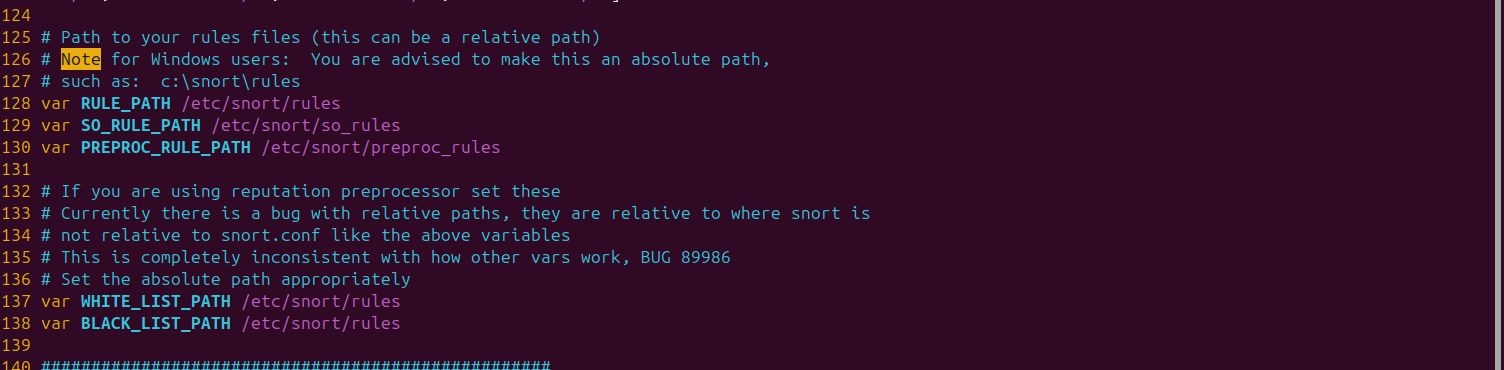 124
125 # Path to your rules files (this can be a relative path)
126 # Note for Windows users:  You are advised to make this an absolute path,
127 # such as:  c:\snort\rules
128 var RULE_PATH /etc/snort/rules
129 var SO_RULE_PATH /etc/snort/so_rules
130 var PREPROC_RULE_PATH /etc/snort/preproc_rules
131
132 # If you are using reputation preprocessor set these
133 # Currently there is a bug with relative paths, they are relative to where snort is
134 # not relative to snort.conf like the above variables
135 # This is completely inconsistent with how other vars work, BUG 89986
136 # Set the absolute path appropriately
137 var WHITE_LIST_PATH /etc/snort/rules
138 var BLACK_LIST_PATH /etc/snort/rules
139
140 ###################################################